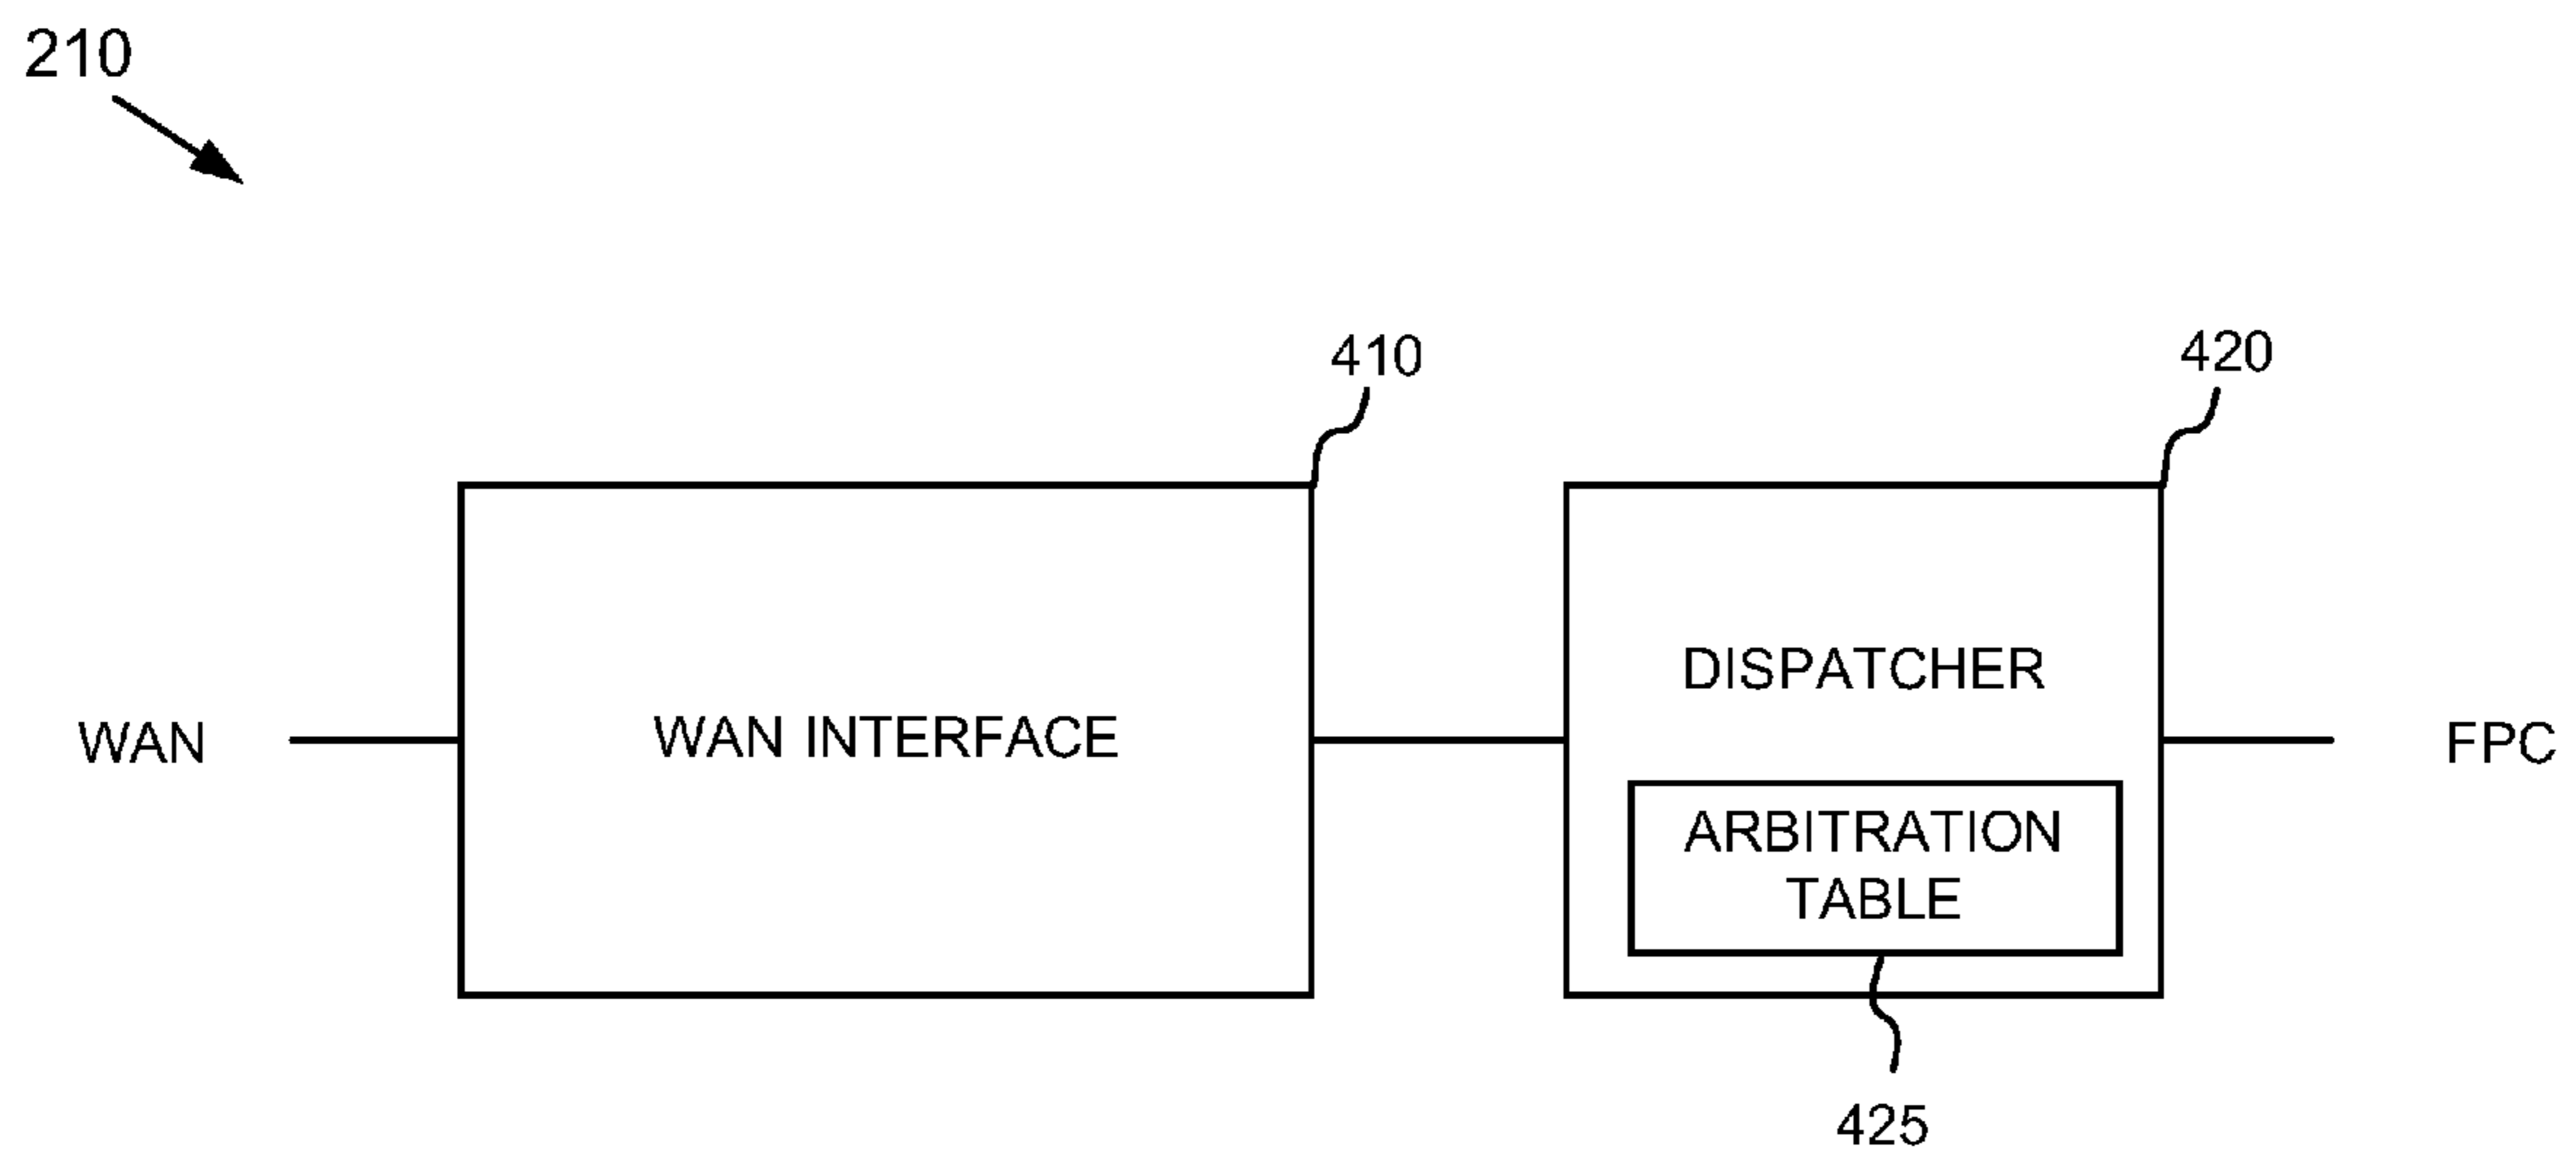 210
410
420
WAN
WAN INTERFACE
DISPATCHER
ARBITRATION
TABLE
FPC
425